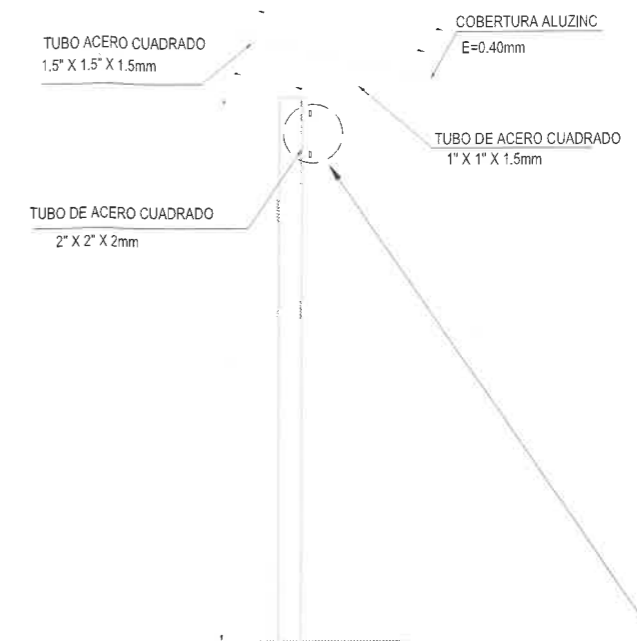 COBERTURA ALUZINC
E=0.40mm
TUBO ACERO CUADRADO
1.5" X 1.5" X 1.5mm
TUBO DE ACERO CUADRADO
1" X 1" X 1.5mm
TUBO DE ACERO CUADRADO
2" X 2" X 2mm